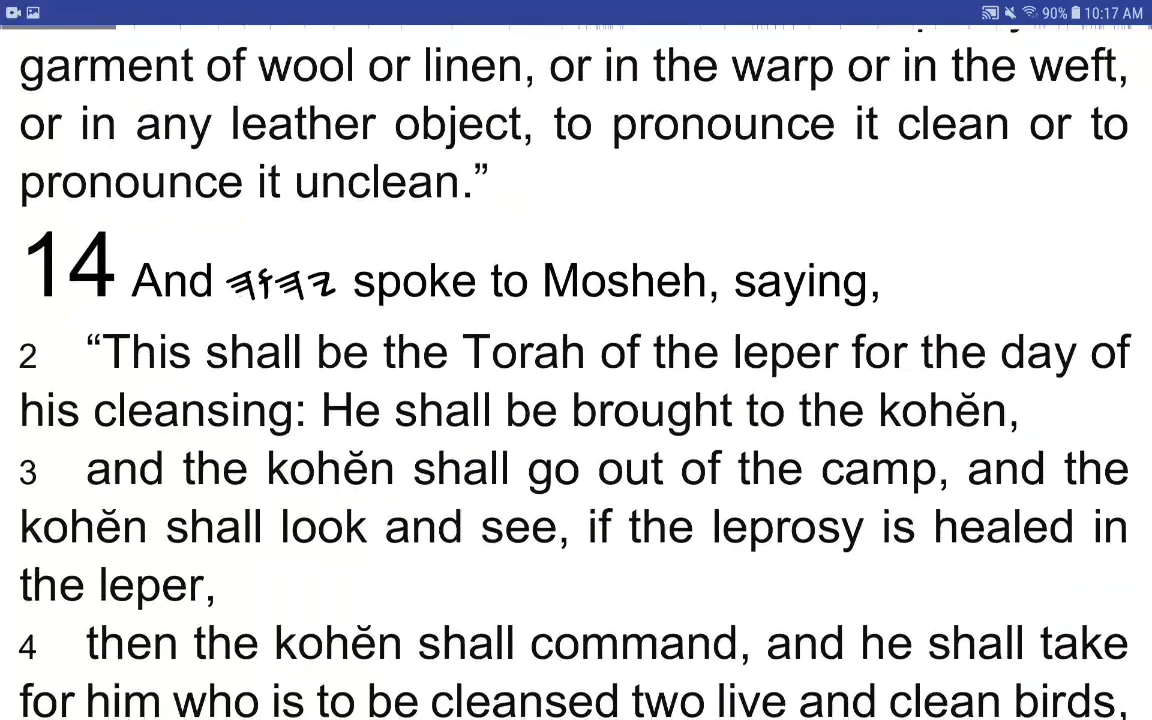 90% 10:17 AM
garment of wool or linen, or in the warp or in the weft,
or in any leather object, to pronounce it clean or to
pronounce it unclean.”
14 And 𐤉𐤄𐤅𐤄 spoke to Mosheh, saying,
2 “This shall be the Torah of the leper for the day of
his cleansing: He shall be brought to the kohĕn,
3 and the kohĕn shall go out of the camp, and the
kohĕn shall look and see, if the leprosy is healed in
the leper,
4 then the kohĕn shall command, and he shall take
for him who is to be cleansed two live and clean birds,